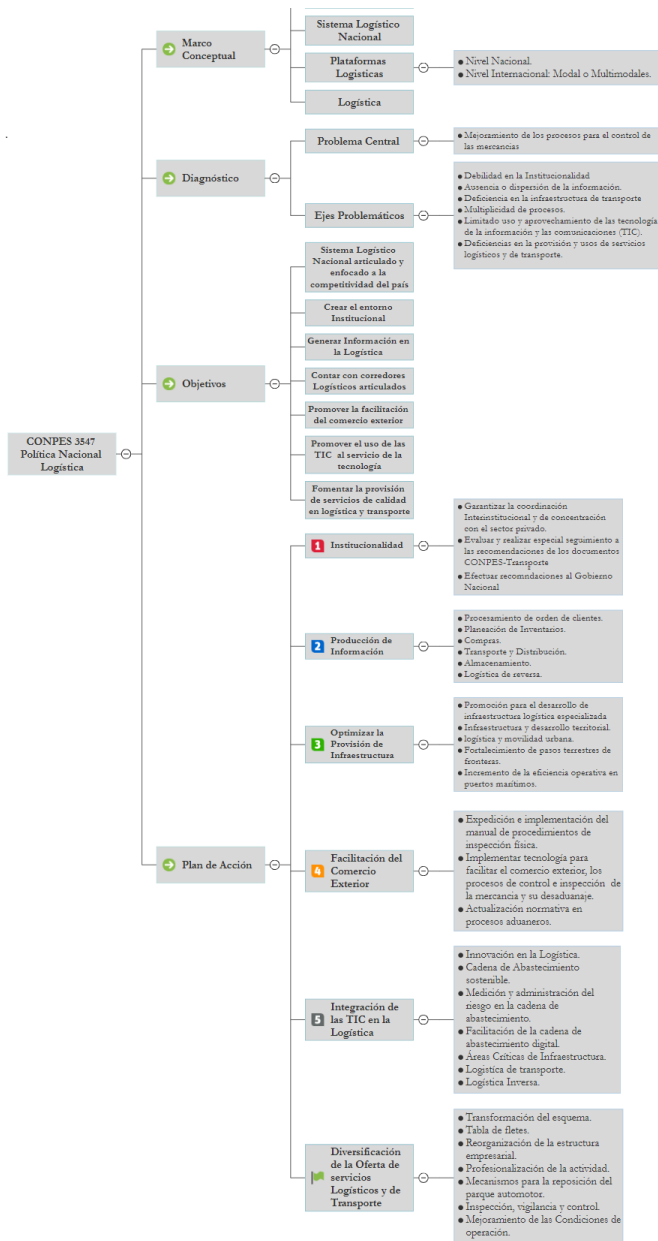 CONPES 3547
Política Nacional
Logística
Marco
Conceptual
Sistema Logístico
Nacional
Plataformas
Logisticas
● Nivel Nacional.
● Nivel Internacional: Modal o Multimodales.
Logística
Diagnóstico
Problema Central
● Mejoramiento de los procesos para el control de
las mercancias
Ejes Problemáticos
● Debilidad en la Institucionalidad
● Ausencia o dispersión de la información.
● Deficiencia en la infraestructura de transporte
● Multiplicidad de procesos.
● Limitado uso y aprovechamiento de las tecnología
de la información y las comunicaciones (TIC).
● Deficiencias en la provisión y usos de servicios
logísticos y de transporte.
Objetivos
Sistema Logístico
Nacional articulado y
enfocado a la
competitividad del país
Crear el entorno
Institucional
Generar Información en
la Logística
Contar con corredores
Logísticos articulados
Promover la facilitación
del comercio exterior
Promover el uso de las
TIC al servicio de la
tecnología
Fomentar la provisión
de servicios de calidad
en logística y transporte
Plan de Acción
1 Institucionalidad
● Garantizar la coordinación
Interinstitucional y de concentración
con el sector privado.
● Evaluar y realizar especial seguimiento a
las recomendaciones de los documentos
CONPES-Transporte
● Efectuar recomndaciones al Gobierno
Nacional
2 Producción de
Información
● Procesamiento de orden de clientes.
● Planeación de Inventarios.
● Compras.
● Transporte y Distribución.
● Almacenamiento.
● Logística de reversa.
3 Optimizar la
Provisión de
Infraestructura
● Promoción para el desarrollo de
infraestructura logística especializada
● Infraestructura y desarrollo territorial.
● logística y movilidad urbana.
● Fortalecimiento de pasos terrestres de
fronteras.
● Incremento de la eficiencia operativa en
puertos marítimos.
4 Facilitación del
Comercio
Exterior
● Expedición e implementación del
manual de procedimientos de
inspección física.
● Implementar tecnología para
facilitar el comercio exterior, los
procesos de control e inspección de
la mercancia y su desaduanaje.
● Actualización normativa en
procesos aduaneros.
5 Integración de
las TIC en la
Logística
● Innovación en la Logística.
● Cadena de Abastecimiento
sostenible.
● Medición y administración del
riesgo en la cadena de
abastecimiento.
● Facilitación de la cadena de
abastecimiento digital.
● Áreas Críticas de Infraestructura.
● Logistíca de transporte.
● Logística Inversa.
Diversificación
de la Oferta de
servicios
Logísticos y de
Transporte
● Transformación del esquema.
● Tabla de fletes.
● Reorganización de la estructura
empresarial.
● Profesionalización de la actividad.
● Mecanismos para la reposición del
parque automotor.
● Inspección, vigilancia y control.
● Mejoramiento de las Condiciones de
operación.